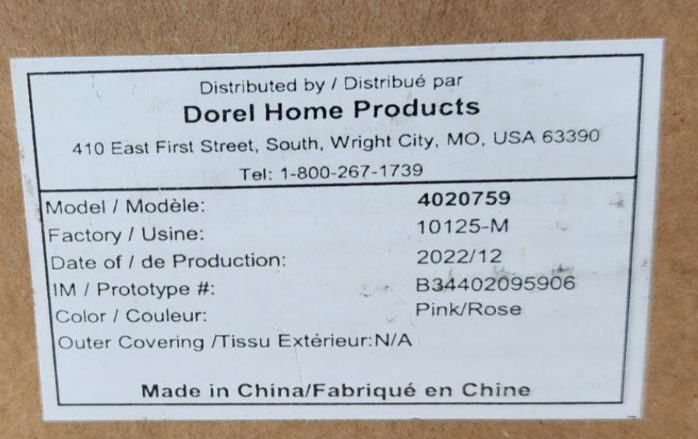 Distributed by / Distribué par
Dorel Home Products
410 East First Street, South, Wright City, MO, USA 63390
Tel: 1-800-267-1739
Model / Modèle: 4020759
Factory / Usine: 10125-M
Date of / de Production: 2022/12
IM / Prototype #: B34402095906
Color / Couleur: Pink/Rose
Outer Covering /Tissu Extérieur:N/A
Made in China/Fabriqué en Chine